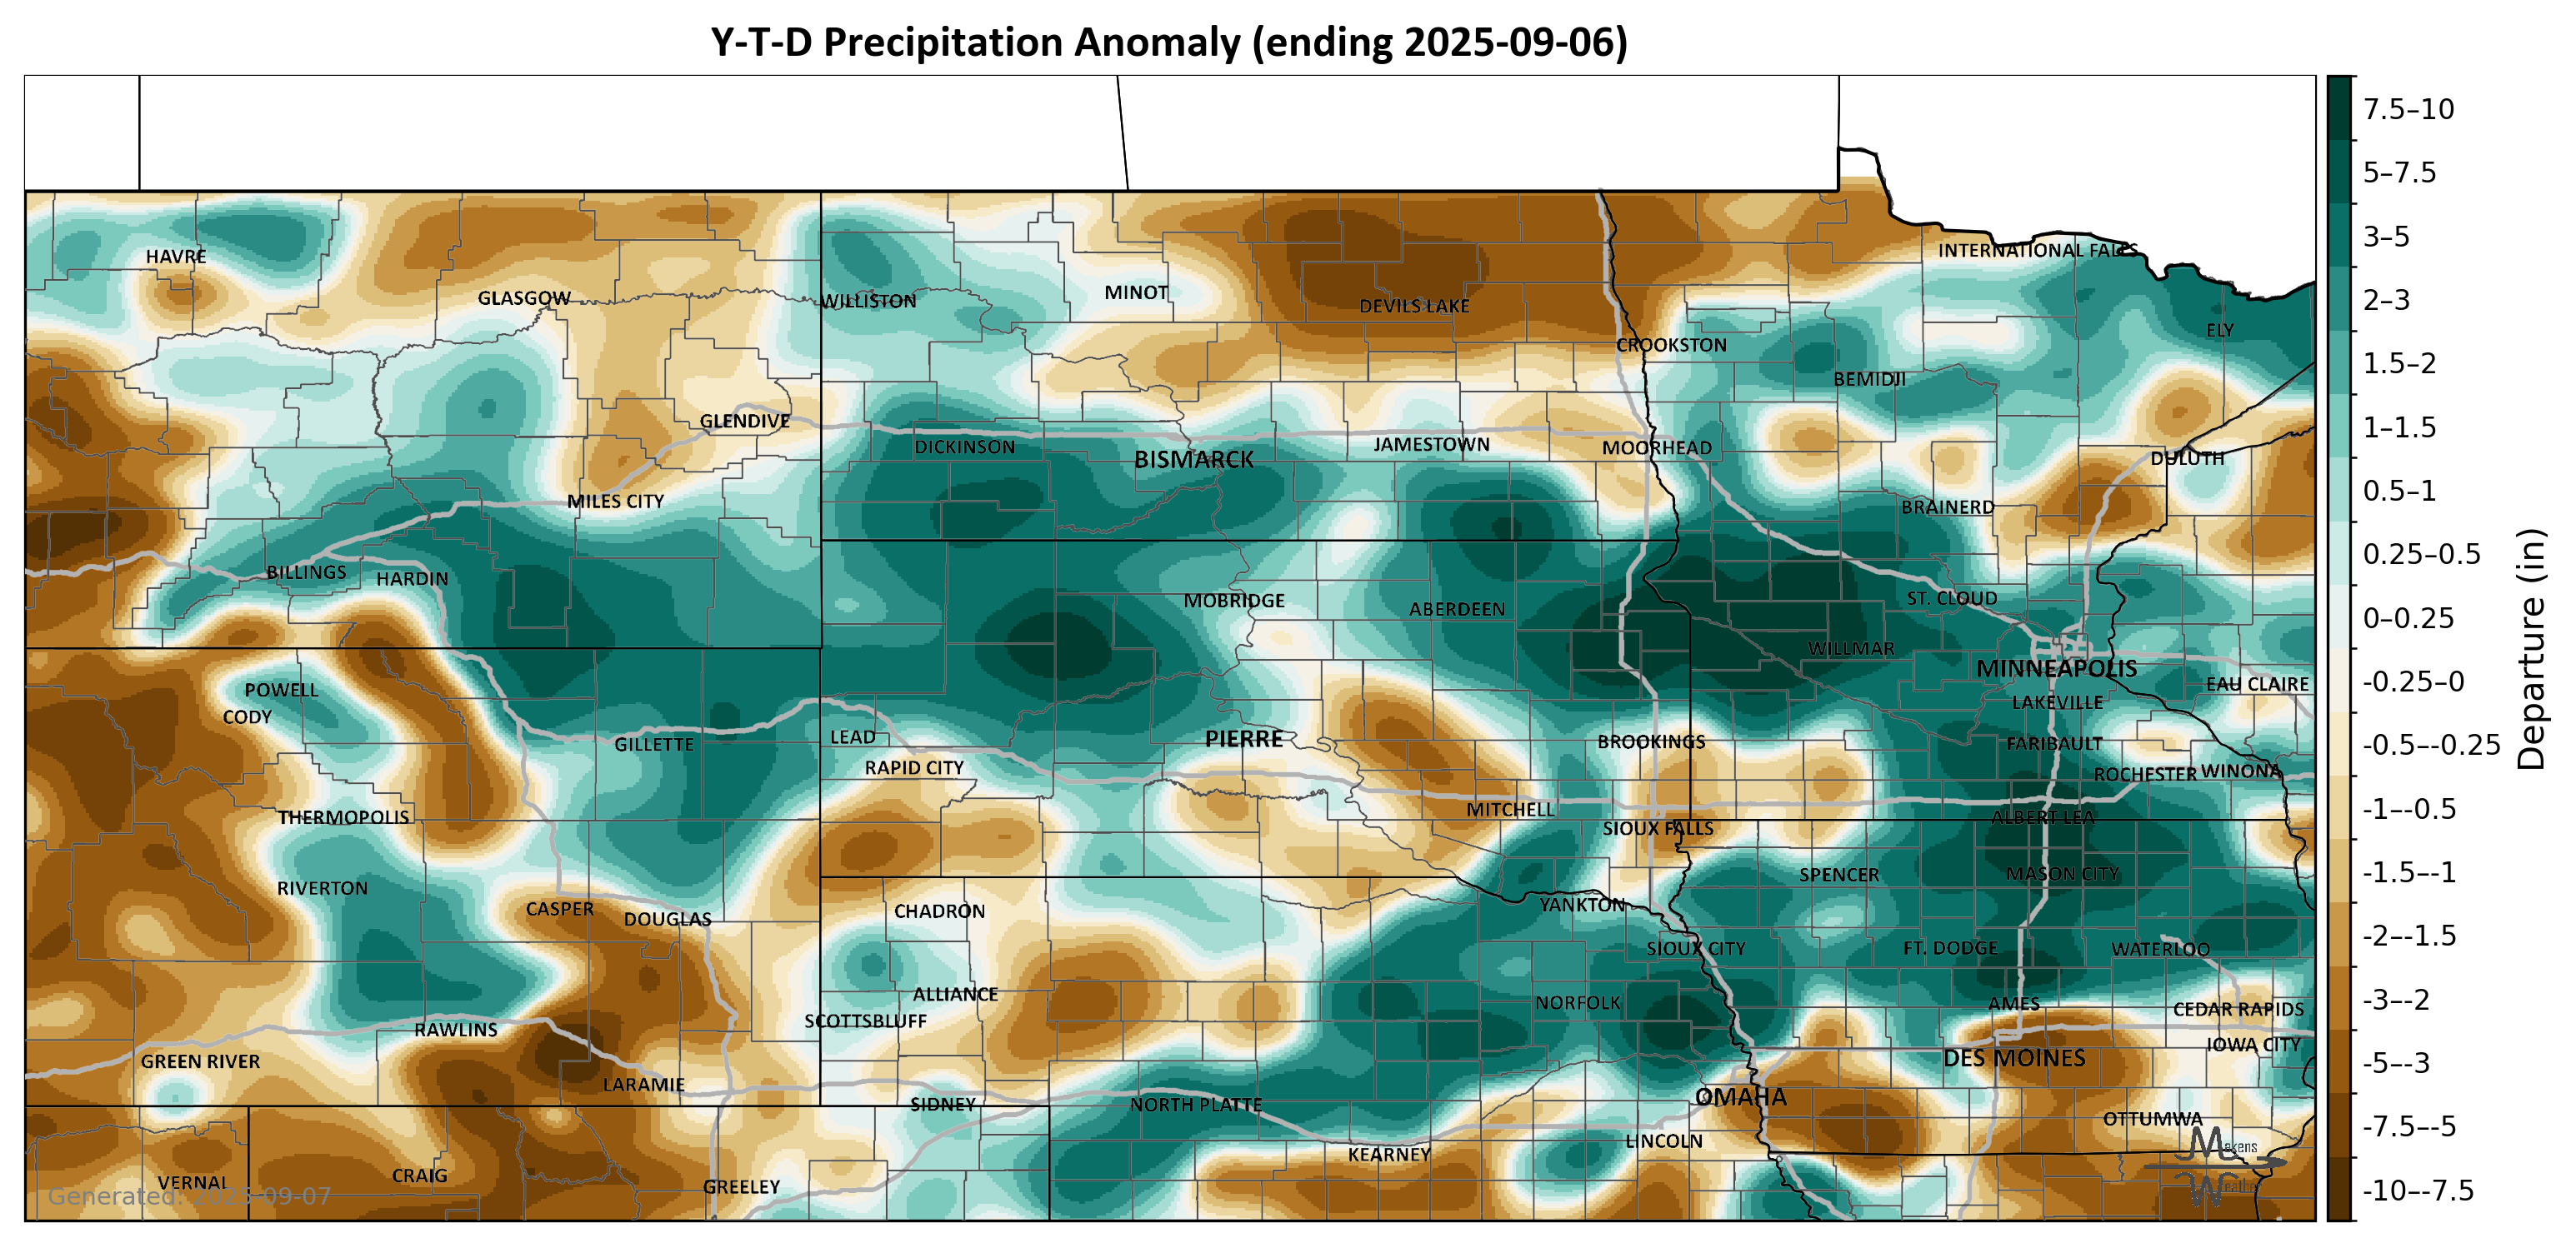 Y-T-D Precipitation Anomaly (ending 2025-09-06)
7.5–10
5–7.5
3–5
2–3
1.5–2
1–1.5
0.5–1
0.25–0.5
0–0.25
-0.25–0
-0.5–-0.25
-1–-0.5
-1.5–-1
-2–-1.5
-3–-2
-5–-3
-7.5–-5
-10–-7.5
Departure (in)
HAVRE
GLASGOW
WILLISTON
MINOT
DEVILS LAKE
INTERNATIONAL FALLS
ELY
CROOKSTON
BEMIDJI
GLENDIVE
DICKINSON
BISMARCK
JAMESTOWN
MOORHEAD
DULUTH
MILES CITY
BRAINERD
BILLINGS
HARDIN
MOBRIDGE
ABERDEEN
ST. CLOUD
WILLMAR
MINNEAPOLIS
EAU CLAIRE
POWELL
CODY
LAKEVILLE
GILLETTE
LEAD
PIERRE
BROOKINGS
FARIBAULT
RAPID CITY
ROCHESTER
WINONA
THERMOPOLIS
MITCHELL
SIOUX FALLS
ALBERT LEA
RIVERTON
SPENCER
MASON CITY
CASPER
DOUGLAS
CHADRON
YANKTON
SIOUX CITY
FT. DODGE
WATERLOO
ALLIANCE
NORFOLK
AMES
CEDAR RAPIDS
SCOTTSBLUFF
RAWLINS
IOWA CITY
GREEN RIVER
DES MOINES
LARAMIE
SIDNEY
NORTH PLATTE
OMAHA
OTTUMWA
LINCOLN
KEARNEY
VERNAL
CRAIG
GREELEY
Generated: 2025-09-07
Makens
Weather